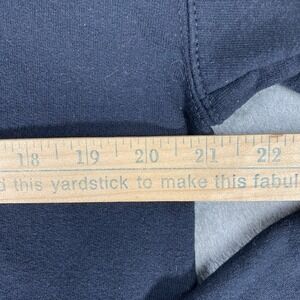 18 19 20 21 22
this yardstick to make this fabul